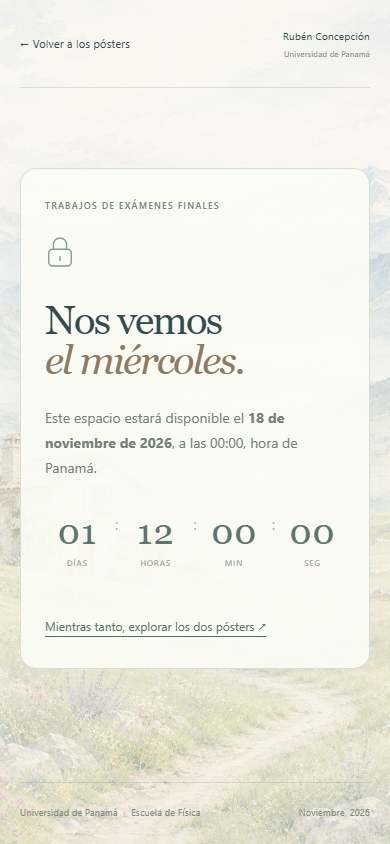 ← Volver a los pósters
Rubén Concepción
Universidad de Panamá
TRABAJOS DE EXÁMENES FINALES
Nos vemos
el miércoles.
Este espacio estará disponible el 18 de
noviembre de 2026, a las 00:00, hora de
Panamá.
01 : 12 : 00 : 00
DÍAS HORAS MIN SEG
Mientras tanto, explorar los dos pósters ↗
Universidad de Panamá · Escuela de Física
Noviembre, 2026